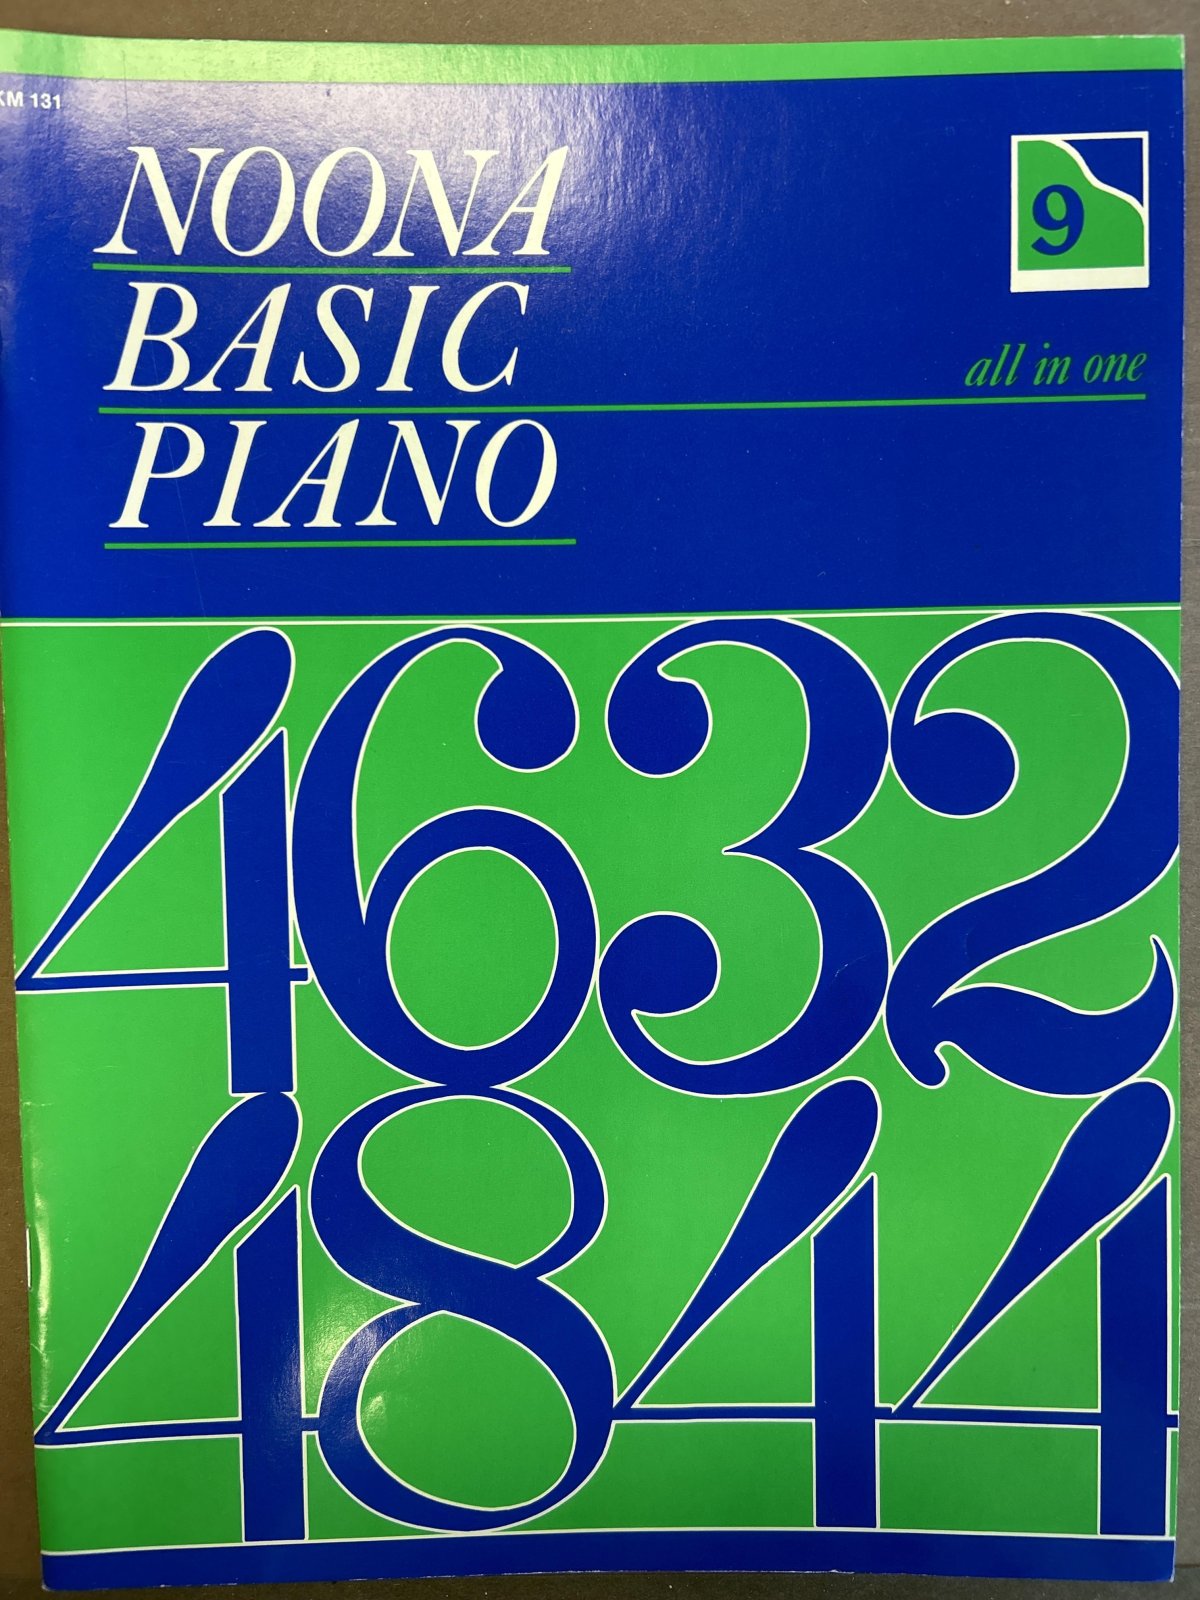 KM 131
NOONA
BASIC
PIANO
9
all in one
4632
4844